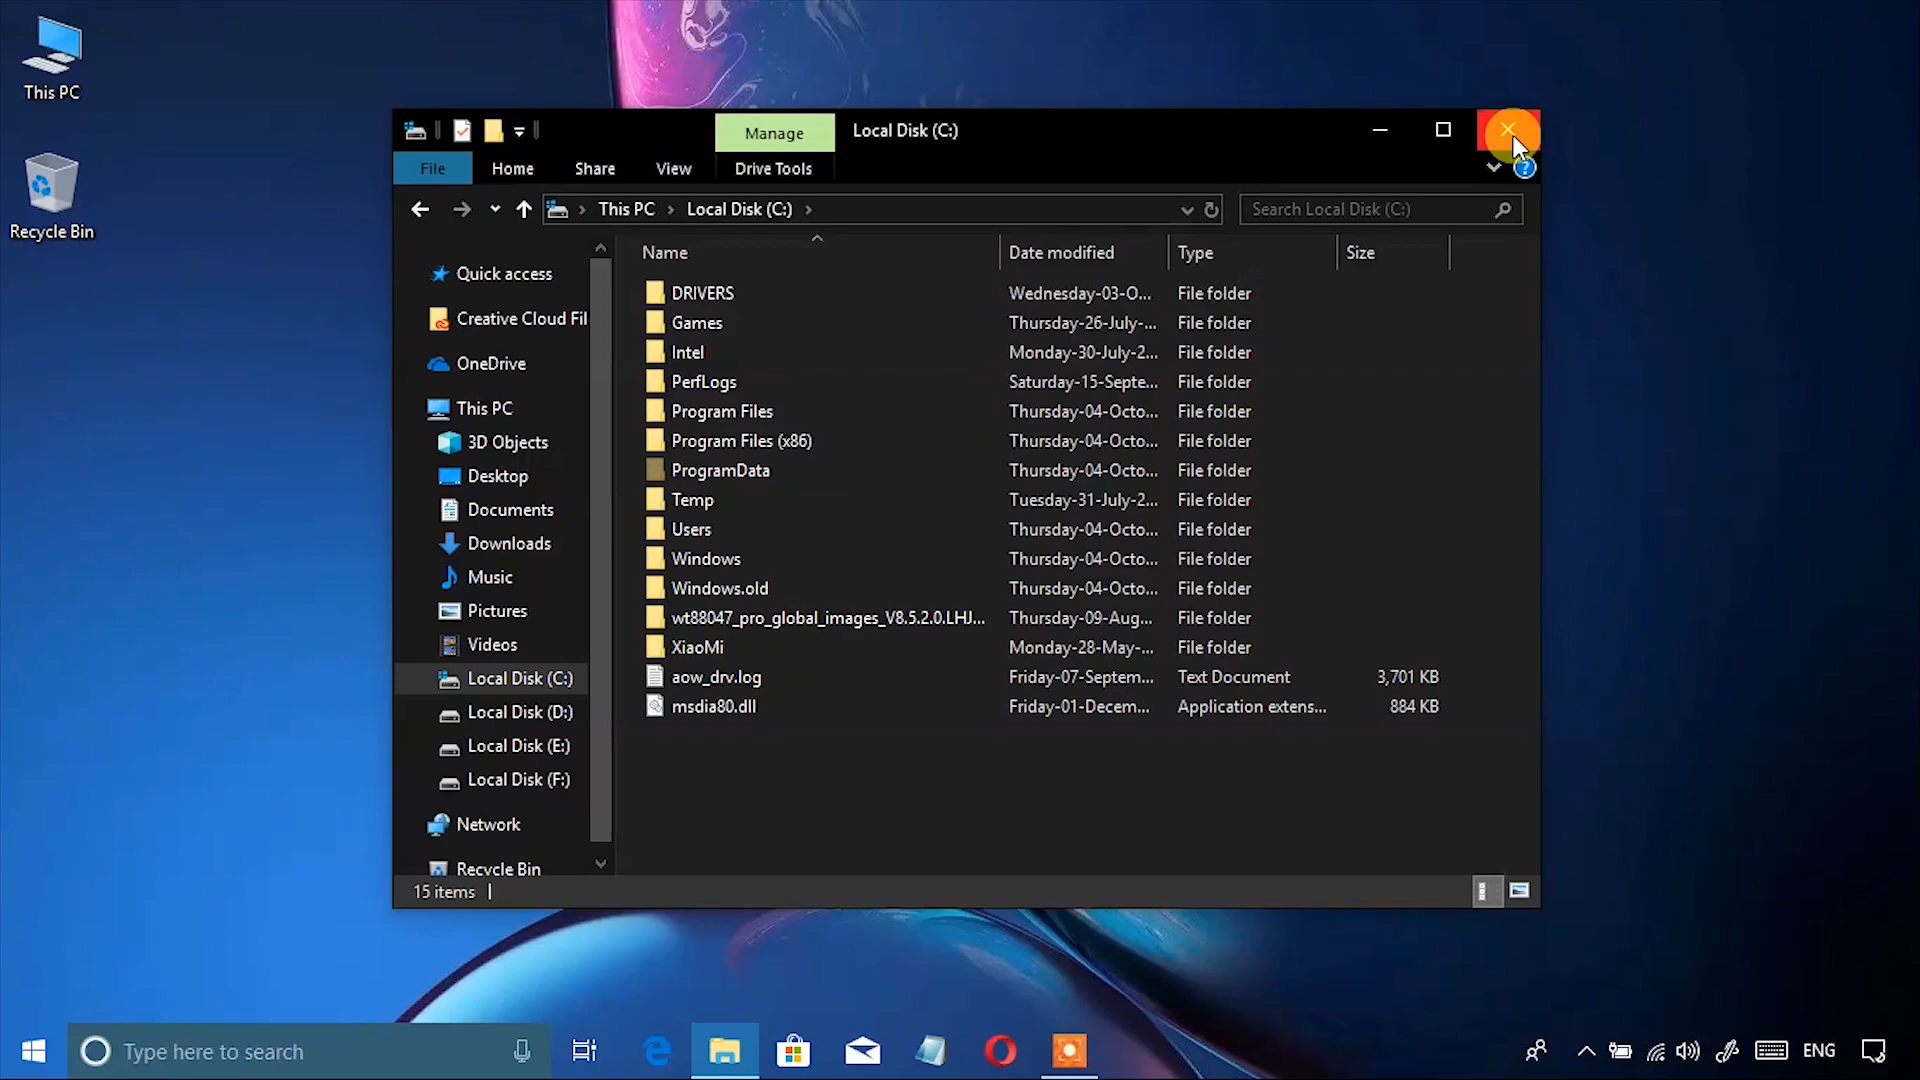 This PC
Recycle Bin
Manage
Local Disk (C:)
File
Home
Share
View
Drive Tools
This PC
Local Disk (C:)
Search Local Disk (C:)
Name
Date modified
Type
Size
Quick access
Creative Cloud Fil
OneDrive
This PC
3D Objects
Desktop
Documents
Downloads
Music
Pictures
Videos
Local Disk (C:)
Local Disk (D:)
Local Disk (E:)
Local Disk (F:)
Network
Recycle Bin
DRIVERS Wednesday-03-O... File folder
Games Thursday-26-July-... File folder
Intel Monday-30-July-2... File folder
PerfLogs Saturday-15-Septe... File folder
Program Files Thursday-04-Octo... File folder
Program Files (x86) Thursday-04-Octo... File folder
ProgramData Thursday-04-Octo... File folder
Temp Tuesday-31-July-2... File folder
Users Thursday-04-Octo... File folder
Windows Thursday-04-Octo... File folder
Windows.old Thursday-04-Octo... File folder
wt88047_pro_global_images_V8.5.2.0.LHJ... Thursday-09-Aug... File folder
XiaoMi Monday-28-May-... File folder
aow_drv.log Friday-07-Septem... Text Document 3,701 KB
msdia80.dll Friday-01-Decem... Application extens... 884 KB
15 items
Type here to search
ENG